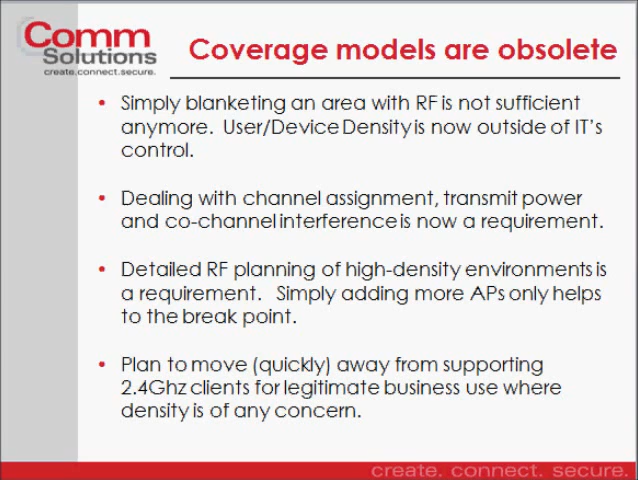 Comm
Solutions
create.connect.secure.
Coverage models are obsolete
• Simply blanketing an area with RF is not sufficient
anymore. User/Device Density is now outside of IT's
control.
• Dealing with channel assignment, transmit power
and co-channel interference is now a requirement.
• Detailed RF planning of high-density environments is
a requirement. Simply adding more APs only helps
to the break point.
• Plan to move (quickly) away from supporting
2.4Ghz clients for legitimate business use where
density is of any concern.
create. connect. secure.